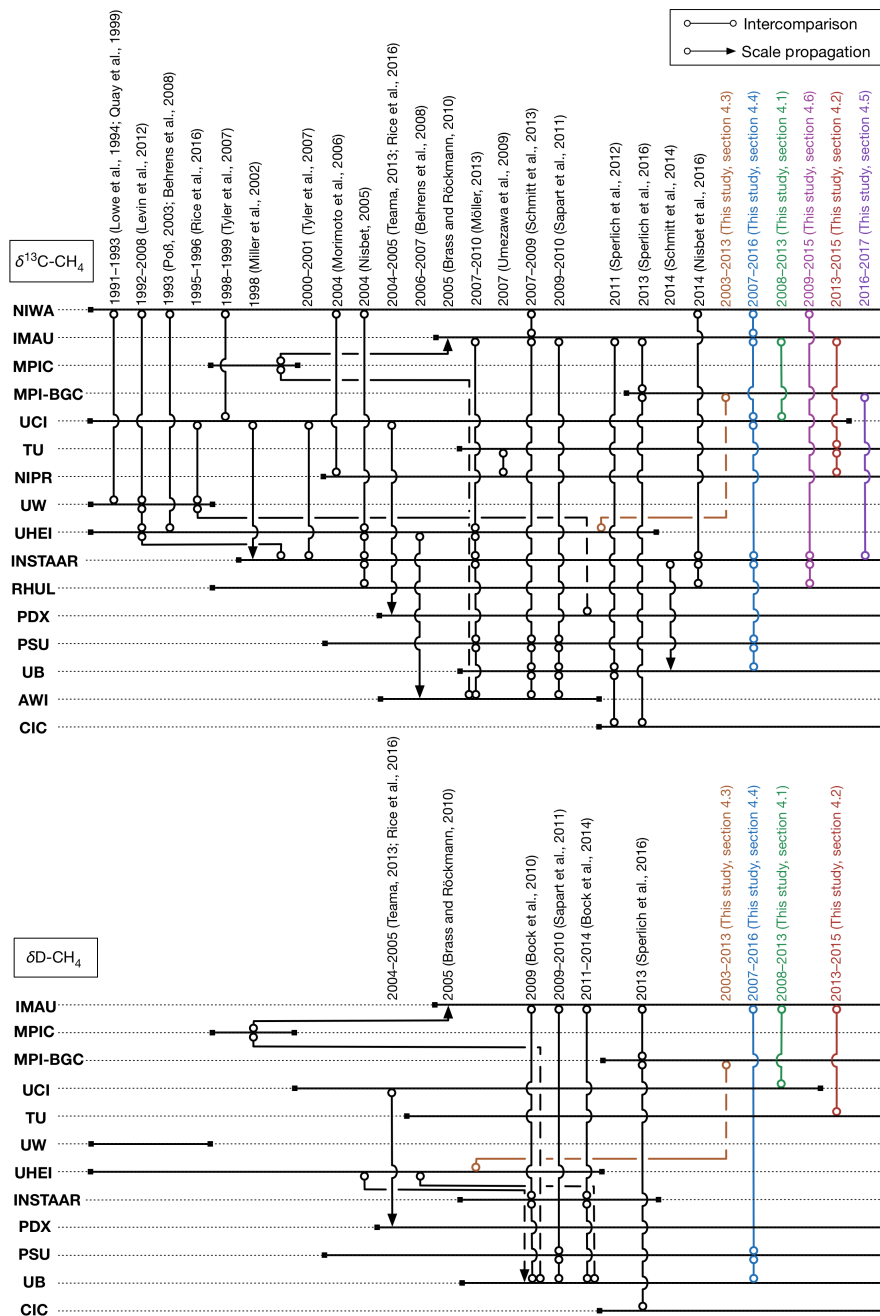 Intercomparison
Scale propagation
1991–1993 (Lowe et al., 1994; Quay et al., 1999)
1992–2008 (Levin et al., 2012)
1993 (Poß, 2003; Behrens et al., 2008)
1995–1996 (Rice et al., 2016)
1998–1999 (Tyler et al., 2007)
1998 (Miller et al., 2002)
2000–2001 (Tyler et al., 2007)
2004 (Morimoto et al., 2006)
2004 (Nisbet, 2005)
2004–2005 (Teama, 2013; Rice et al., 2016)
2006–2007 (Behrens et al., 2008)
2005 (Brass and Röckmann, 2010)
2007–2010 (Möller, 2013)
2007 (Umezawa et al., 2009)
2007–2009 (Schmitt et al., 2013)
2009–2010 (Sapart et al., 2011)
2011 (Sperlich et al., 2012)
2013 (Sperlich et al., 2016)
2014 (Schmitt et al., 2014)
2014 (Nisbet et al., 2016)
2003–2013 (This study, section 4.3)
2007–2016 (This study, section 4.4)
2008–2013 (This study, section 4.1)
2009–2015 (This study, section 4.6)
2013–2015 (This study, section 4.2)
2016–2017 (This study, section 4.5)
δ¹³C-CH₄
NIWA
IMAU
MPIC
MPI-BGC
UCI
TU
NIPR
UW
UHEI
INSTAAR
RHUL
PDX
PSU
UB
AWI
CIC
2004–2005 (Teama, 2013; Rice et al., 2016)
2005 (Brass and Röckmann, 2010)
2009 (Bock et al., 2010)
2009–2010 (Sapart et al., 2011)
2011–2014 (Bock et al., 2014)
2013 (Sperlich et al., 2016)
2003–2013 (This study, section 4.3)
2007–2016 (This study, section 4.4)
2008–2013 (This study, section 4.1)
2013–2015 (This study, section 4.2)
δD-CH₄
IMAU
MPIC
MPI-BGC
UCI
TU
UW
UHEI
INSTAAR
PDX
PSU
UB
CIC